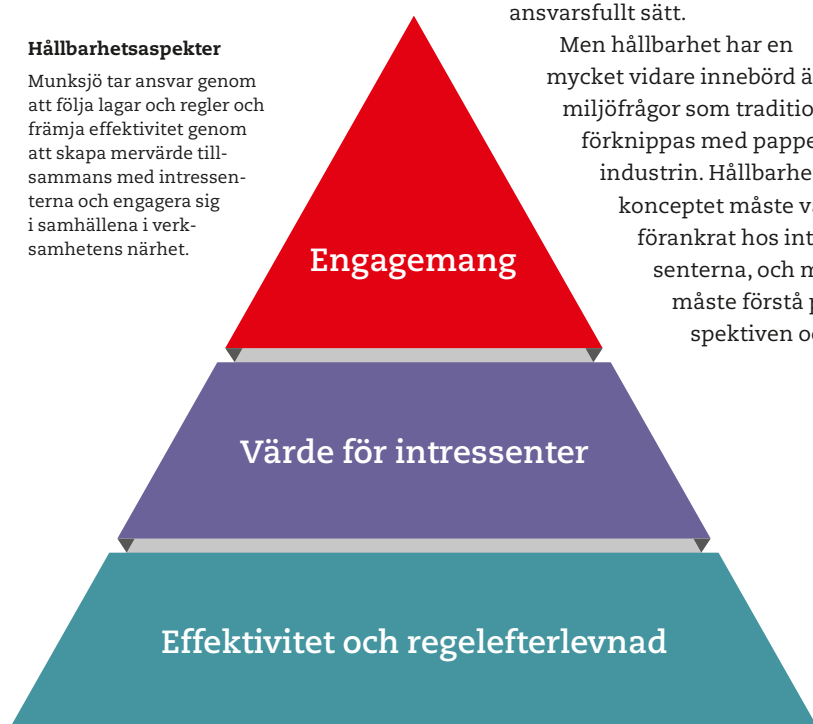 Hållbarhetsaspekter
Munksjö tar ansvar genom
att följa lagar och regler och
främja effektivitet genom
att skapa mervärde till-
sammans med intressen-
terna och engagera sig
i samhällena i verk-
samhetens närhet.
ansvarsfullt sätt.
Men hållbarhet har en
mycket vidare innebörd
miljöfrågor som
förknippas med
industrin.
konceptet måste
förankrat hos
senterna, och
måste förstå
spektiven
Engagemang
Värde för intressenter
Effektivitet och regelefterlevnad